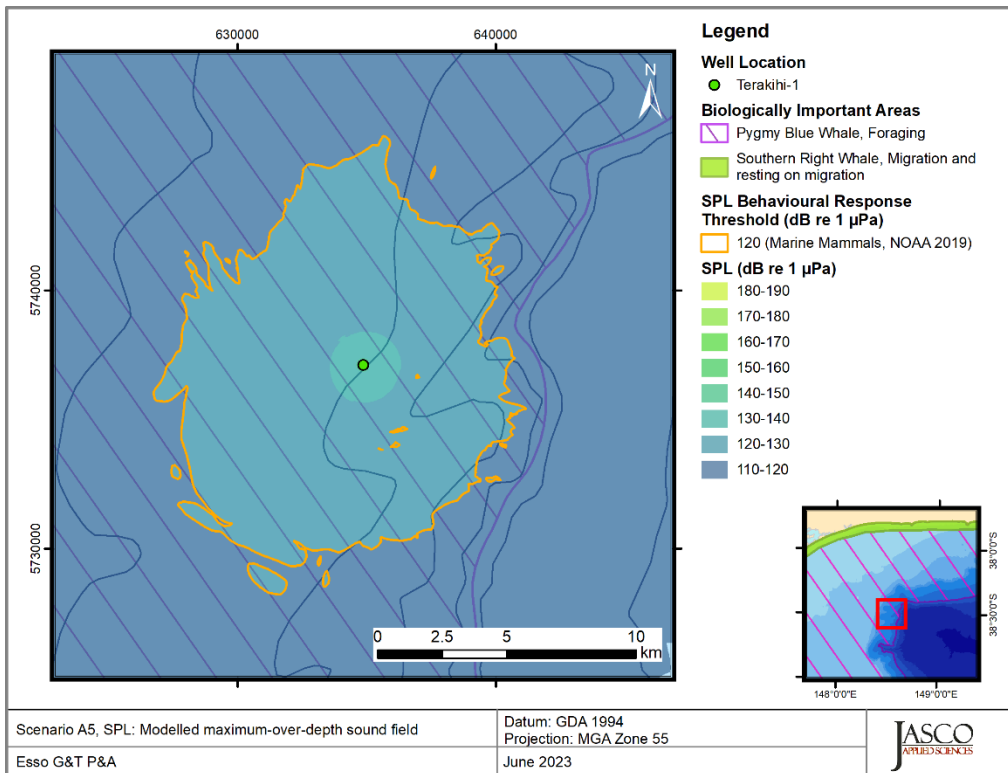 630000
640000
5740000
5730000
N
0 2.5 5 10
km
Legend
Well Location
Terakihi-1
Biologically Important Areas
Pygmy Blue Whale, Foraging
Southern Right Whale, Migration and
resting on migration
SPL Behavioural Response
Threshold (dB re 1 µPa)
120 (Marine Mammals, NOAA 2019)
SPL (dB re 1 µPa)
180-190
170-180
160-170
150-160
140-150
130-140
120-130
110-120
38°0'0"S
38°30'0"S
148°0'0"E
149°0'0"E
Scenario A5, SPL: Modelled maximum-over-depth sound field
Esso G&T P&A
Datum: GDA 1994
Projection: MGA Zone 55
June 2023
JASCO
APPLIED SCIENCES